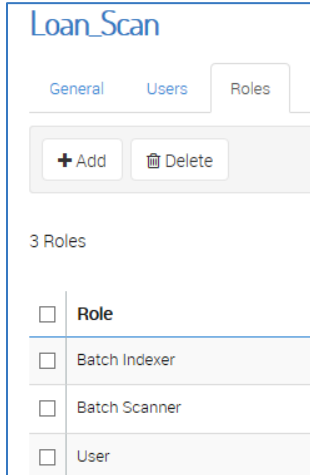 Loan_Scan
General Users Roles
Add Delete
3 Roles
Role
Batch Indexer
Batch Scanner
User